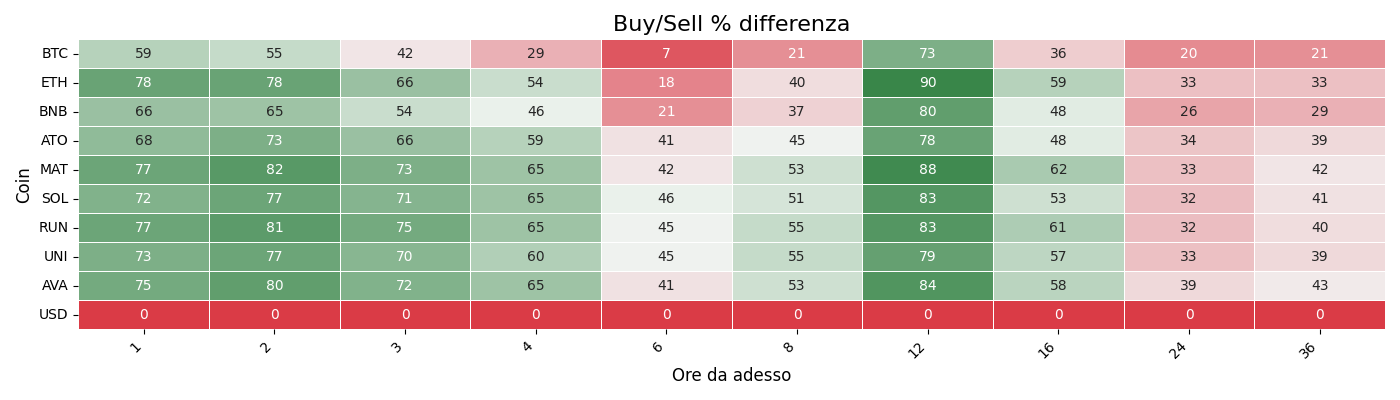 Buy/Sell % differenza
Coin
BTC 59 55 42 29 7 21 73 36 20 21
ETH 78 78 66 54 18 40 90 59 33 33
BNB 66 65 54 46 21 37 80 48 26 29
ATO 68 73 66 59 41 45 78 48 34 39
MAT 77 82 73 65 42 53 88 62 33 42
SOL 72 77 71 65 46 51 83 53 32 41
RUN 77 81 75 65 45 55 83 61 32 40
UNI 73 77 70 60 45 55 79 57 33 39
AVA 75 80 72 65 41 53 84 58 39 43
USD 0 0 0 0 0 0 0 0 0 0
1 2 3 4 6 8 12 16 24 36
Ore da adesso